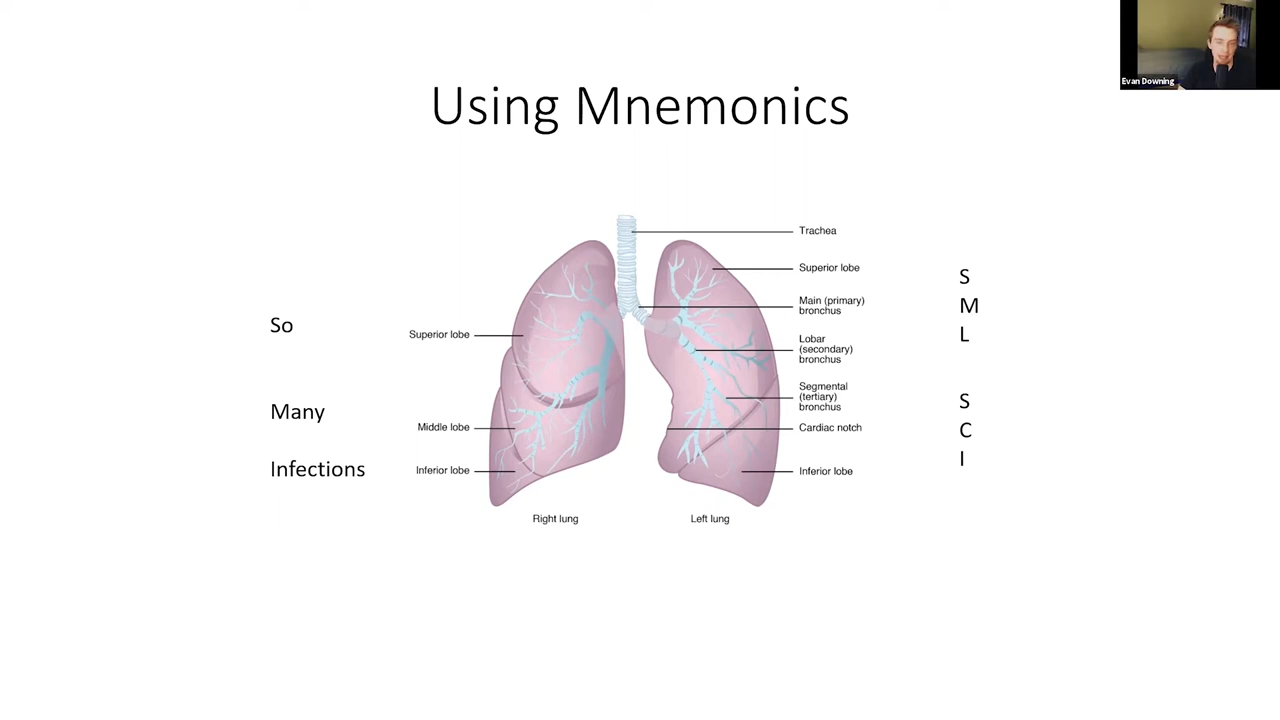 Evan Downing
Using Mnemonics
So
Many
Infections
Superior lobe
Middle lobe
Inferior lobe
Right lung
Trachea
Superior lobe
Main (primary)
bronchus
Lobar
(secondary)
bronchus
Segmental
(tertiary)
bronchus
Cardiac notch
Inferior lobe
Left lung
S
M
L
S
C
I